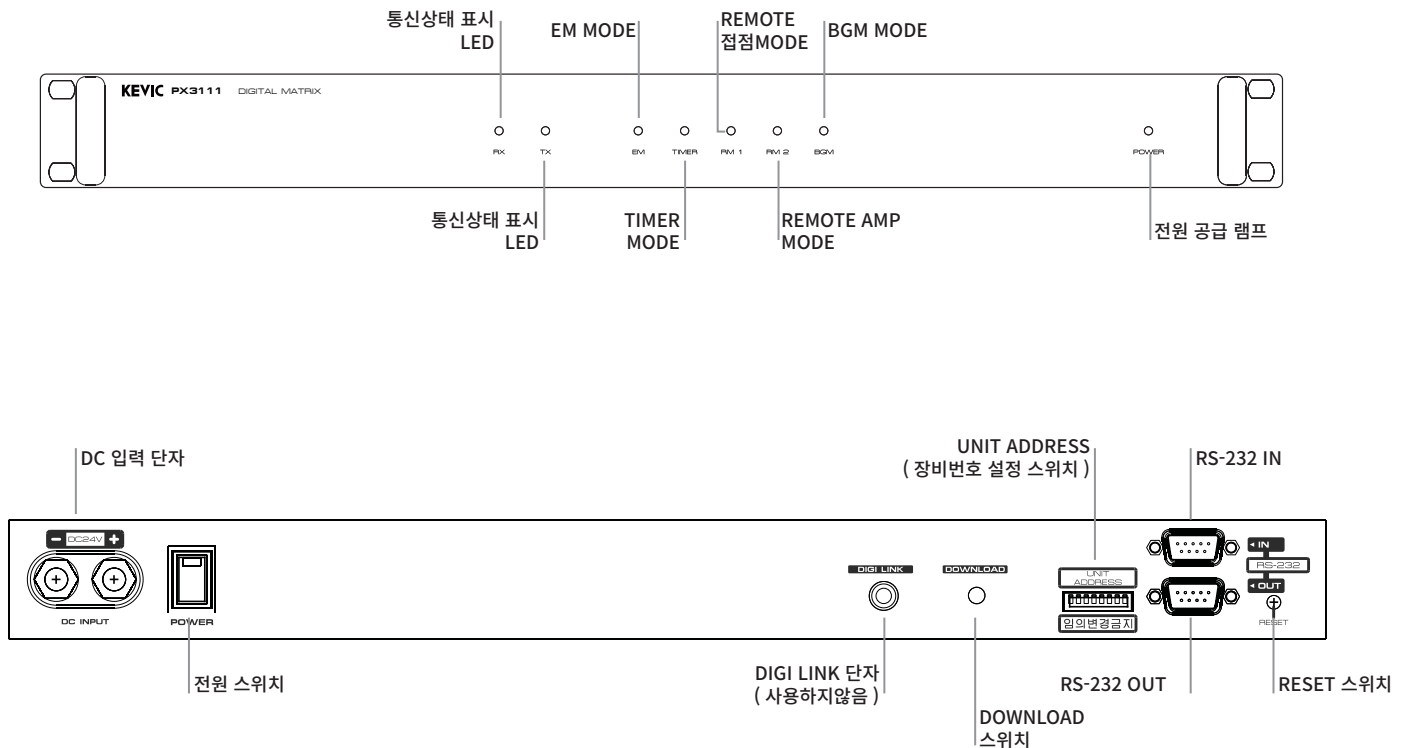 통신상태 표시
LED
EM MODE
REMOTE
접점MODE
BGM MODE
KEVIC PX3111 DIGITAL MATRIX
RX
TX
EM
TIMER
RM 1
RM 2
BGM
POWER
통신상태 표시
LED
TIMER
MODE
REMOTE AMP
MODE
전원 공급 램프
DC 입력 단자
UNIT ADDRESS
( 장비번호 설정 스위치 )
RS-232 IN
DC24V
DC INPUT
POWER
DIGI LINK
DOWNLOAD
UNIT
ADDRESS
임의변경금지
IN
RS-232
OUT
RESET
전원 스위치
DIGI LINK 단자
( 사용하지않음 )
DOWNLOAD
스위치
RS-232 OUT
RESET 스위치